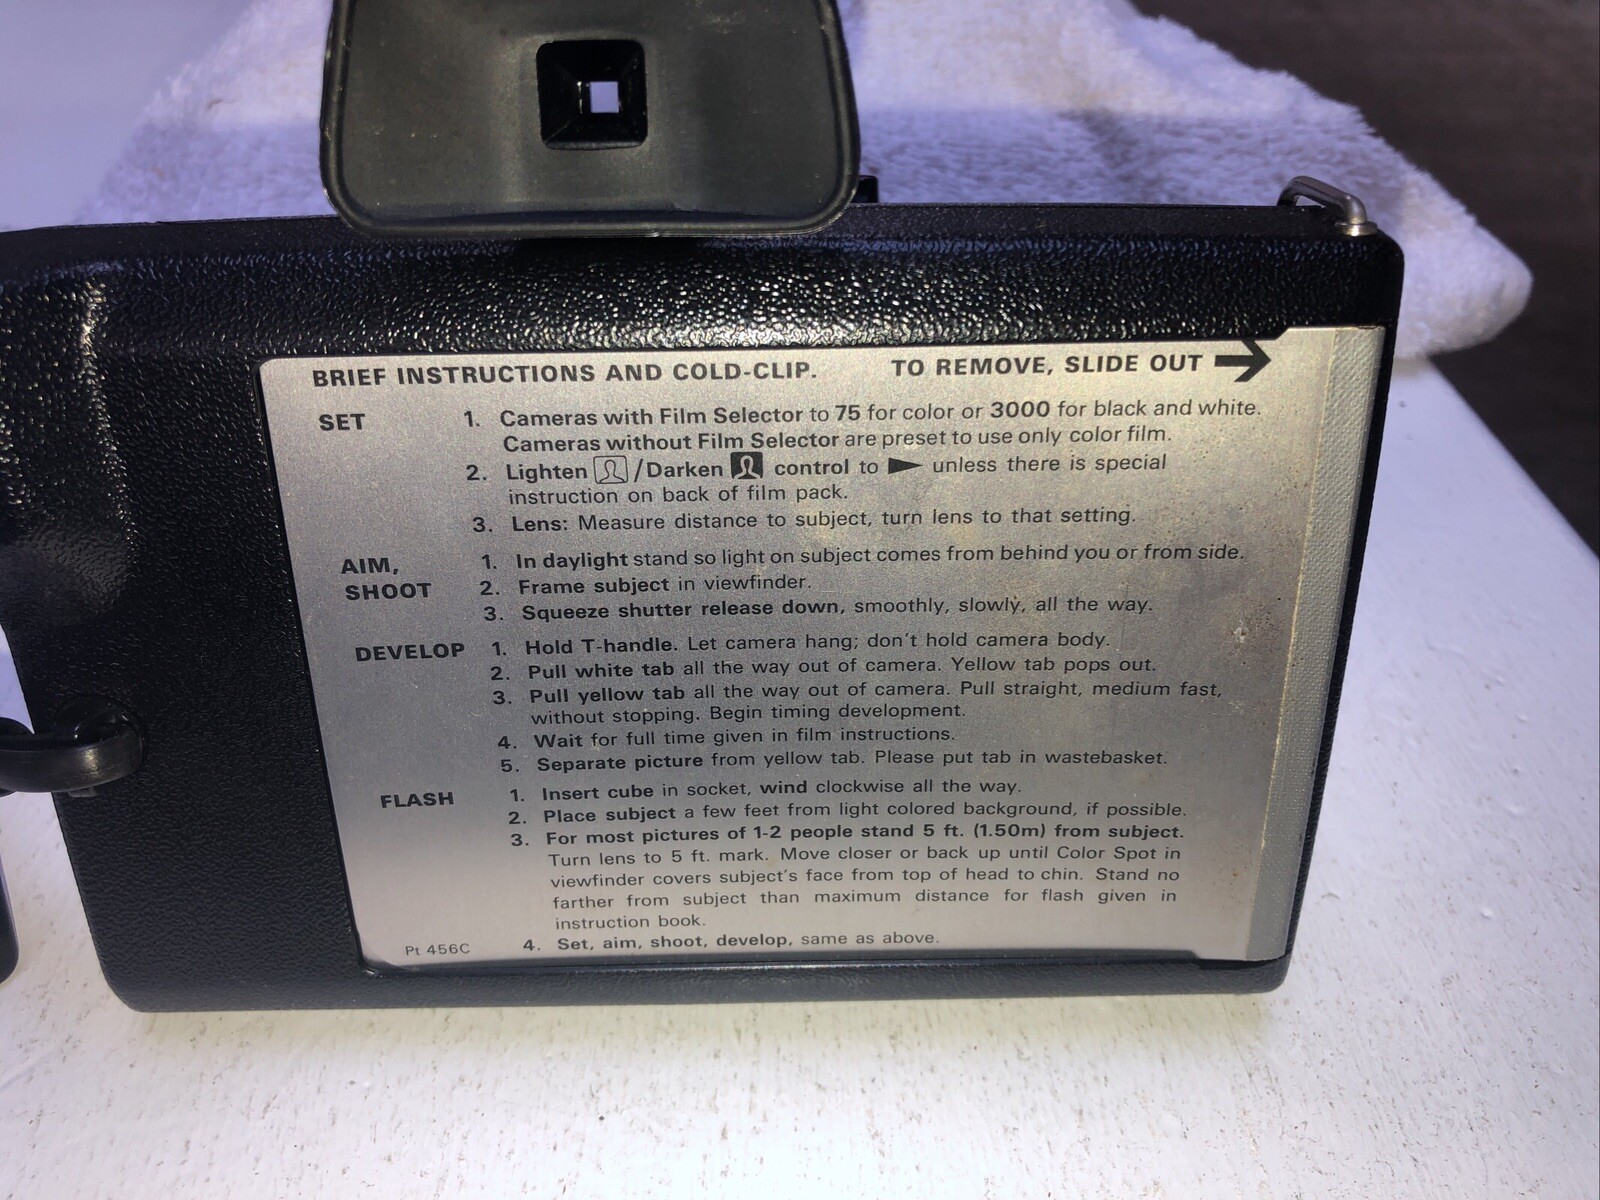 BRIEF INSTRUCTIONS AND COLD-CLIP. TO REMOVE, SLIDE OUT
SET 1. Cameras with Film Selector to 75 for color or 3000 for black and white.
Cameras without Film Selector are preset to use only color film.
2. Lighten /Darken control to unless there is special
instruction on back of film pack.
3. Lens: Measure distance to subject, turn lens to that setting.
AIM, 1. In daylight stand so light on subject comes from behind you or from side.
SHOOT 2. Frame subject in viewfinder.
3. Squeeze shutter release down, smoothly, slowly, all the way.
DEVELOP 1. Hold T-handle. Let camera hang; don't hold camera body.
2. Pull white tab all the way out of camera. Yellow tab pops out.
3. Pull yellow tab all the way out of camera. Pull straight, medium fast,
without stopping. Begin timing development.
4. Wait for full time given in film instructions.
5. Separate picture from yellow tab. Please put tab in wastebasket.
FLASH 1. Insert cube in socket, wind clockwise all the way.
2. Place subject a few feet from light colored background, if possible.
3. For most pictures of 1-2 people stand 5 ft. (1.50m) from subject.
Turn lens to 5 ft. mark. Move closer or back up until Color Spot in
viewfinder covers subject's face from top of head to chin. Stand no
farther from subject than maximum distance for flash given in
instruction book.
Pt 456C 4. Set, aim, shoot, develop, same as above.